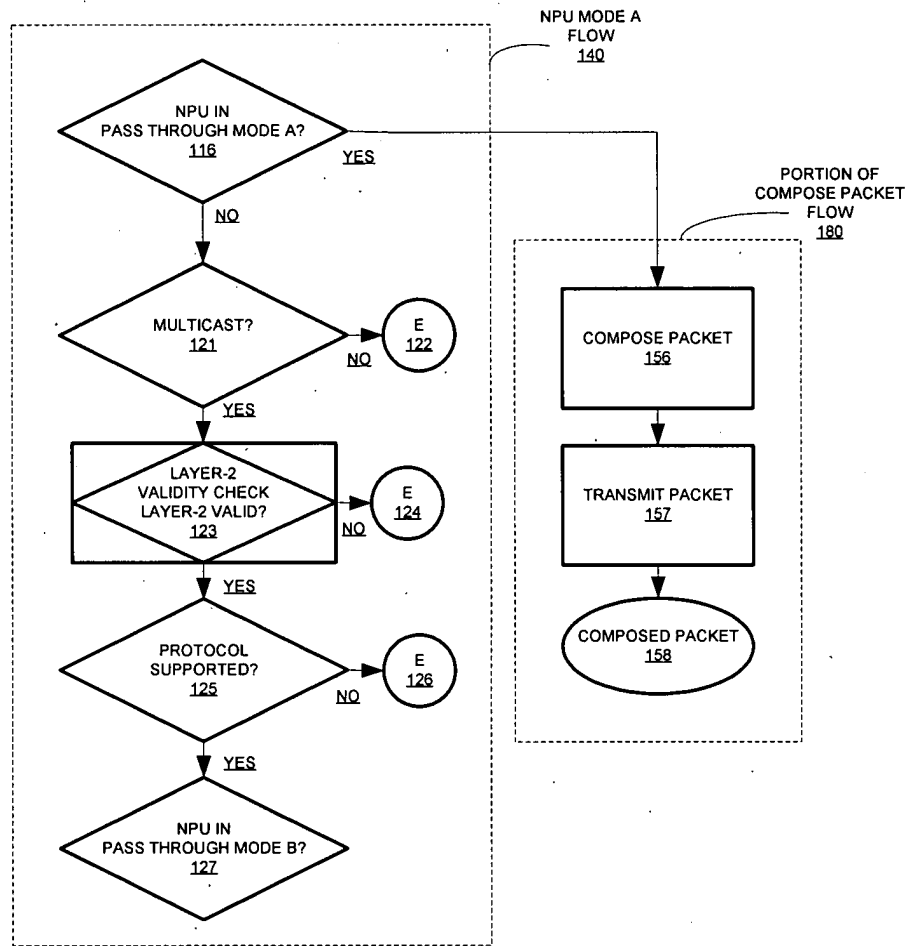 NPU MODE A
FLOW
140
NPU IN
PASS THROUGH MODE A?
116
YES
NO
PORTION OF
COMPOSE PACKET
FLOW
180
MULTICAST?
121
NO
E
122
YES
COMPOSE PACKET
156
LAYER-2
VALIDITY CHECK
LAYER-2 VALID?
123
NO
E
124
YES
TRANSMIT PACKET
157
PROTOCOL
SUPPORTED?
125
NO
E
126
YES
COMPOSED PACKET
158
NPU IN
PASS THROUGH MODE B?
127